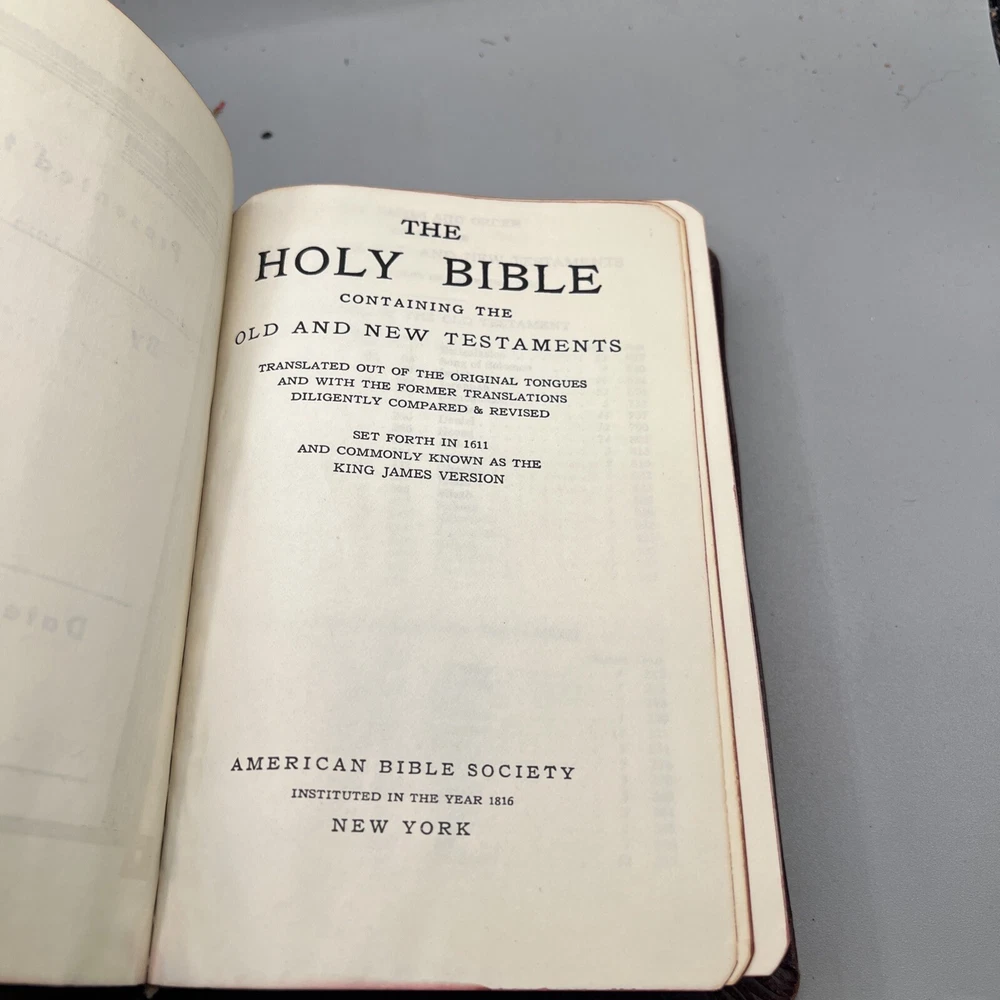 THE
HOLY BIBLE
CONTAINING THE
OLD AND NEW TESTAMENTS
TRANSLATED OUT OF THE ORIGINAL TONGUES
AND WITH THE FORMER TRANSLATIONS
DILIGENTLY COMPARED & REVISED
SET FORTH IN 1611
AND COMMONLY KNOWN AS THE
KING JAMES VERSION
AMERICAN BIBLE SOCIETY
INSTITUTED IN THE YEAR 1816
NEW YORK